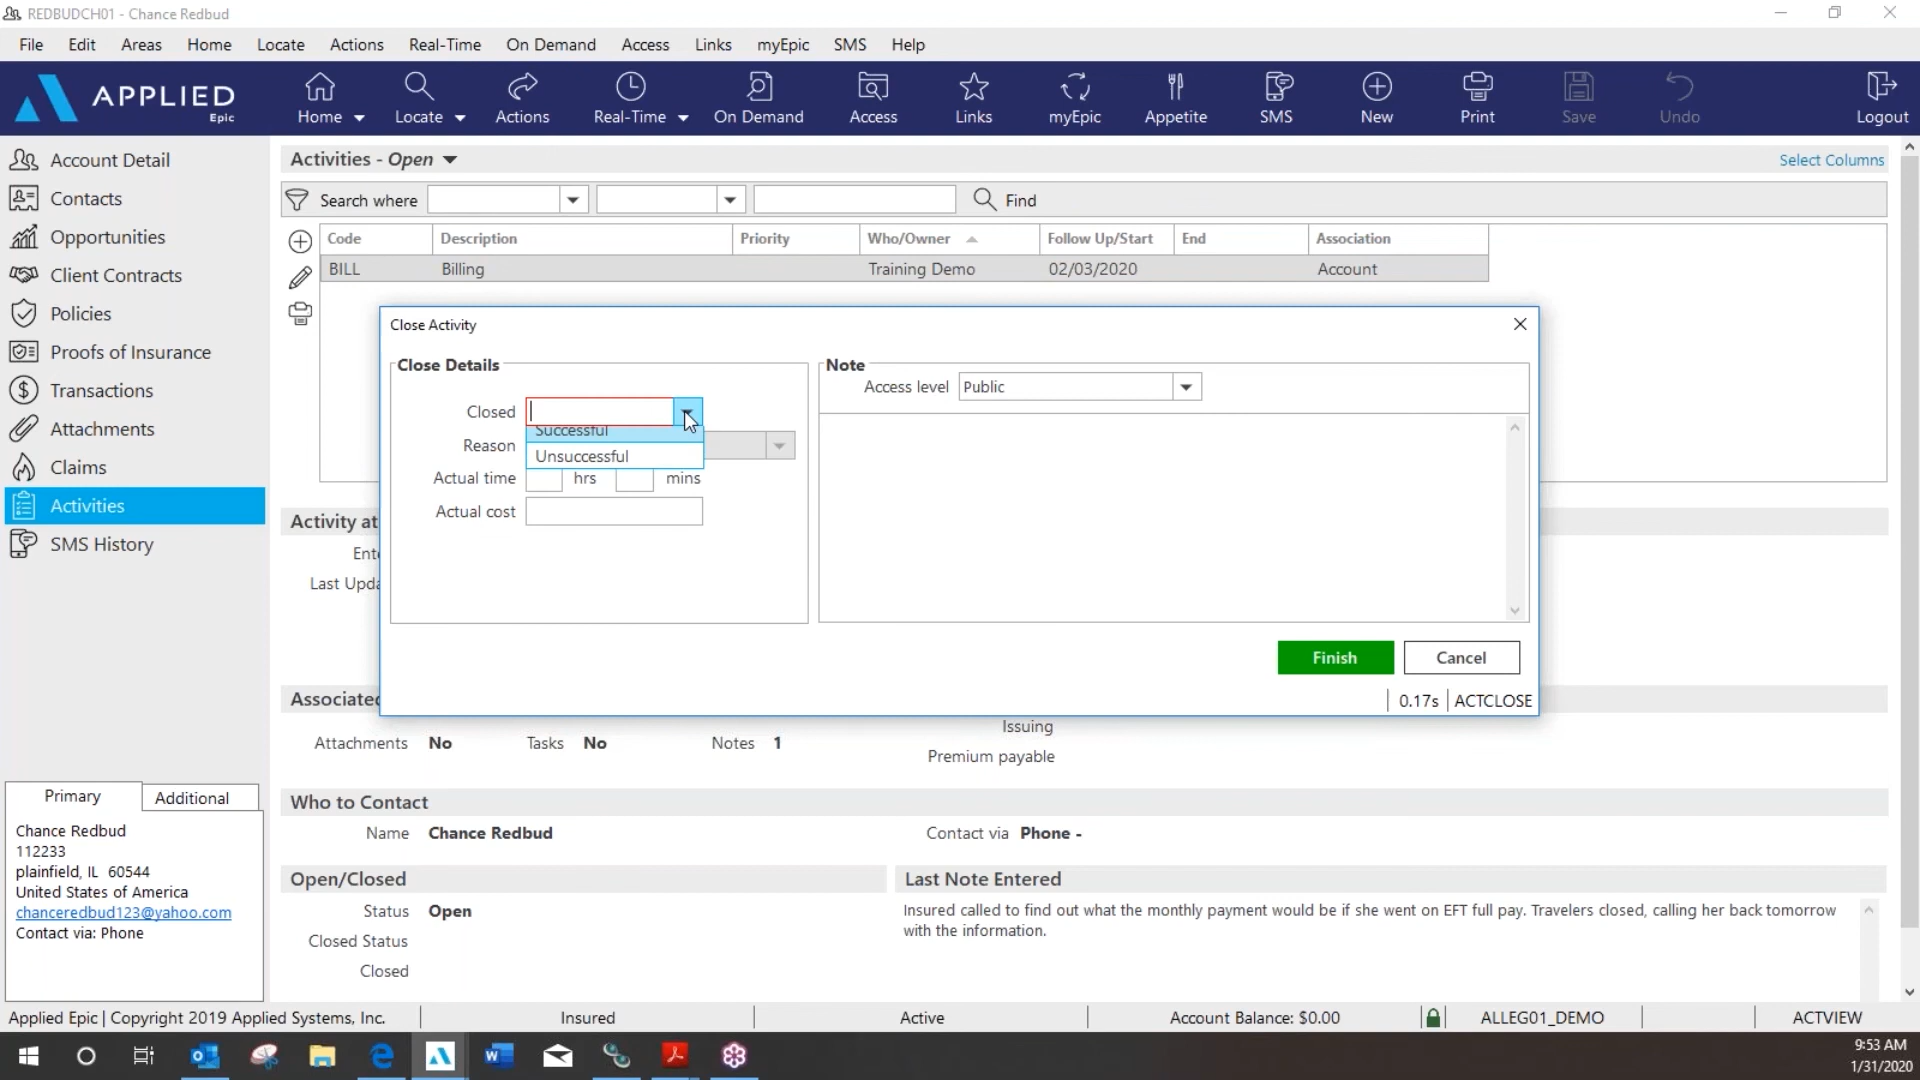 REDBUDCH01 - Chance Redbud
File Edit Areas Home Locate Actions Real-Time On Demand Access Links myEpic SMS Help
APPLIED
Epic
Home Locate Actions Real-Time On Demand Access Links myEpic Appetite SMS New Print Save Undo Logout
Account Detail
Contacts
Opportunities
Client Contracts
Policies
Proofs of Insurance
Transactions
Attachments
Claims
Activities
SMS History
Activities - Open
Select Columns
Search where
Find
Code Description Priority Who/Owner Follow Up/Start End Association
BILL Billing Training Demo 02/03/2020 Account
Close Activity
Close Details
Closed
Successful
Unsuccessful
Reason
Actual time hrs mins
Actual cost
Note
Access level Public
Finish Cancel
0.17s ACTCLOSE
Activity at
Ente
Last Upda
Associated
Issuing
Attachments No Tasks No Notes 1
Premium payable
Who to Contact
Name Chance Redbud Contact via Phone -
Open/Closed
Status Open
Closed Status
Closed
Last Note Entered
Insured called to find out what the monthly payment would be if she went on EFT full pay. Travelers closed, calling her back tomorrow
with the information.
Primary Additional
Chance Redbud
112233
plainfield, IL 60544
United States of America
chanceredbud123@yahoo.com
Contact via: Phone
Applied Epic | Copyright 2019 Applied Systems, Inc. Insured Active Account Balance: $0.00 ALLEG01_DEMO ACTVIEW
9:53 AM
1/31/2020